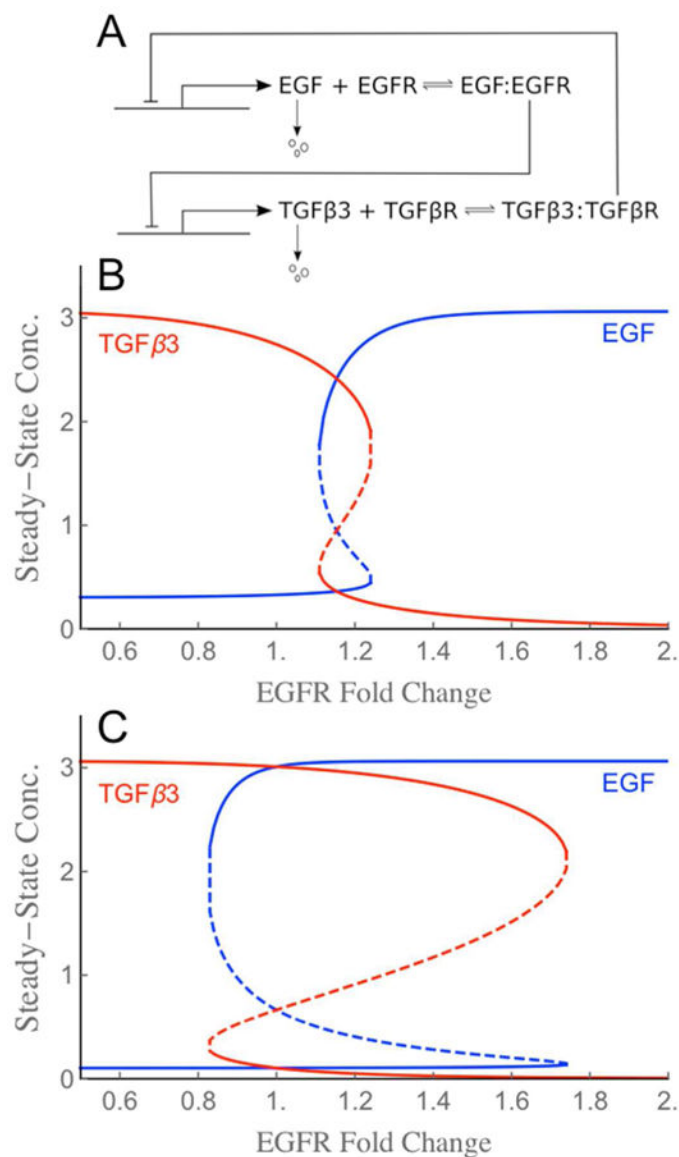 A
EGF + EGFR ⇌ EGF:EGFR
TGFβ3 + TGFβR ⇌ TGFβ3:TGFβR
B
3
2
1
0
Steady-State Conc.
TGFβ3
EGF
0.6 0.8 1. 1.2 1.4 1.6 1.8 2.
EGFR Fold Change
C
3
2
1
0
Steady-State Conc.
TGFβ3
EGF
0.6 0.8 1. 1.2 1.4 1.6 1.8 2.
EGFR Fold Change